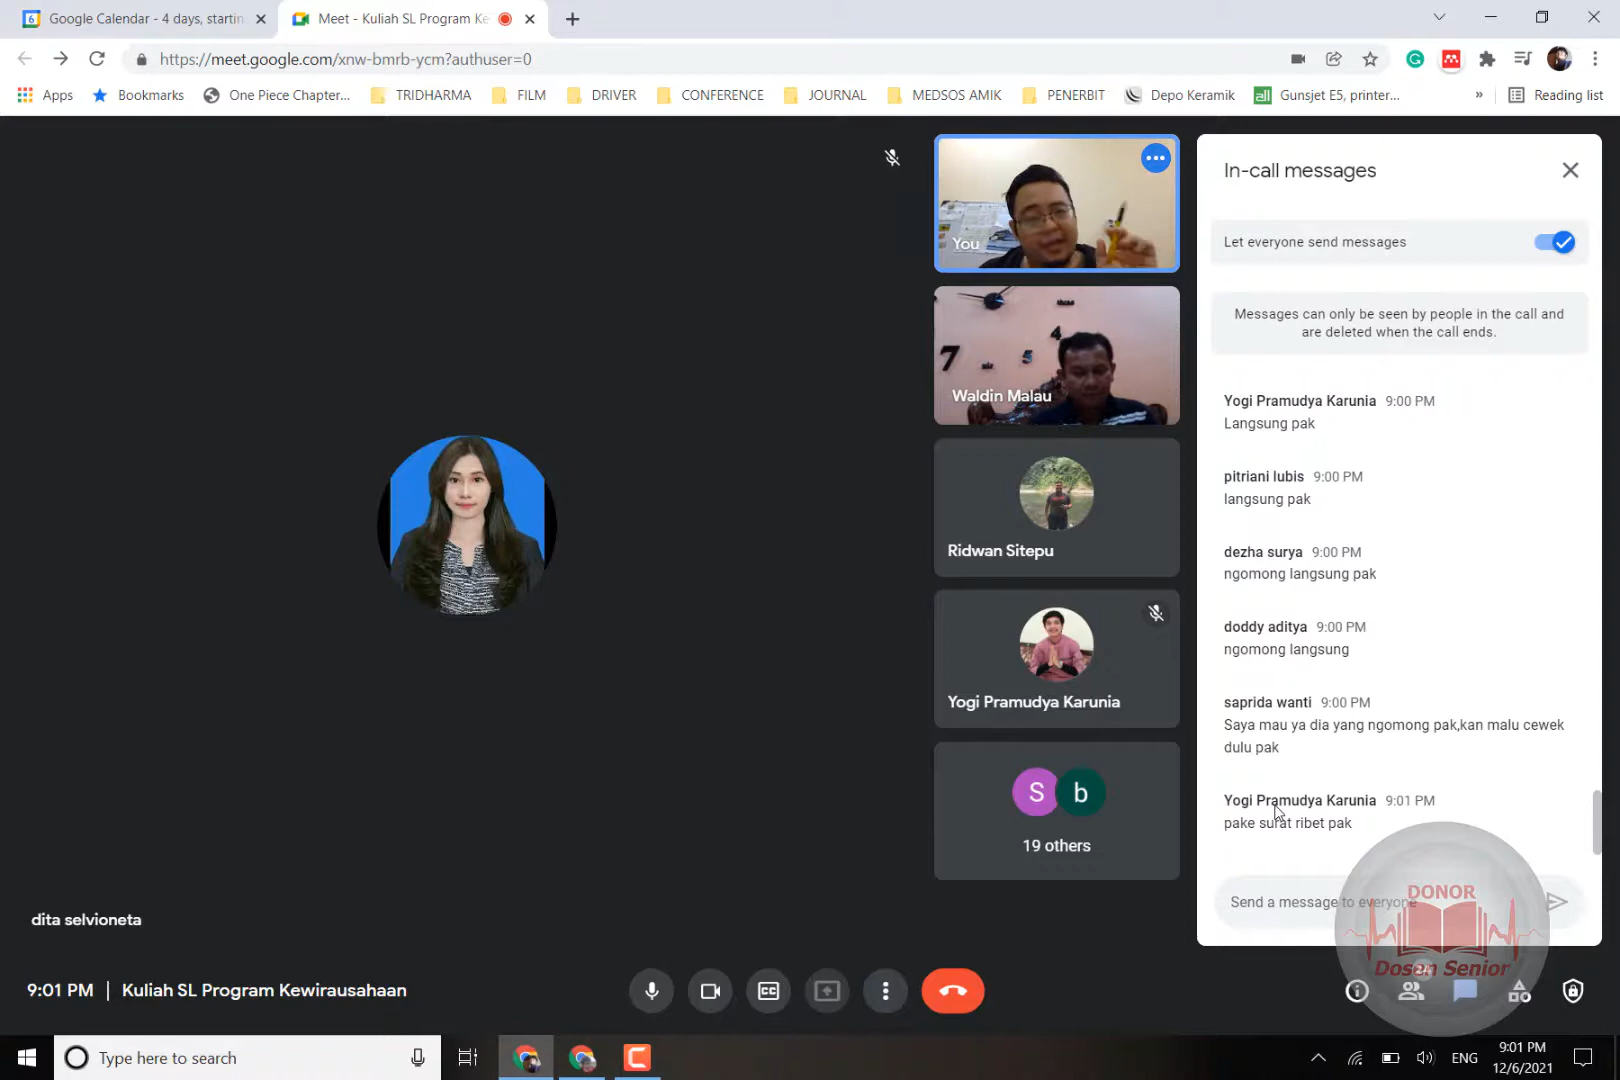 Google Calendar - 4 days, startin
Meet - Kuliah SL Program Ke
https://meet.google.com/xnw-bmrb-ycm?authuser=0
Apps
Bookmarks
One Piece Chapter...
TRIDHARMA
FILM
DRIVER
CONFERENCE
JOURNAL
MEDSOS AMIK
PENERBIT
Depo Keramik
Gunsjet E5, printer...
»
Reading list
You
7
4
5
Waldin Malau
Ridwan Sitepu
Yogi Pramudya Karunia
S
b
19 others
In-call messages
Let everyone send messages
Messages can only be seen by people in the call and
are deleted when the call ends.
Yogi Pramudya Karunia 9:00 PM
Langsung pak
pitriani lubis 9:00 PM
langsung pak
dezha surya 9:00 PM
ngomong langsung pak
doddy aditya 9:00 PM
ngomong langsung
saprida wanti 9:00 PM
Saya mau ya dia yang ngomong pak,kan malu cewek
dulu pak
Yogi Pramudya Karunia 9:01 PM
pake surat ribet pak
Send a message to everyone
DONOR
Dosen Senior
dita selvioneta
9:01 PM | Kuliah SL Program Kewirausahaan
Type here to search
ENG
9:01 PM
12/6/2021